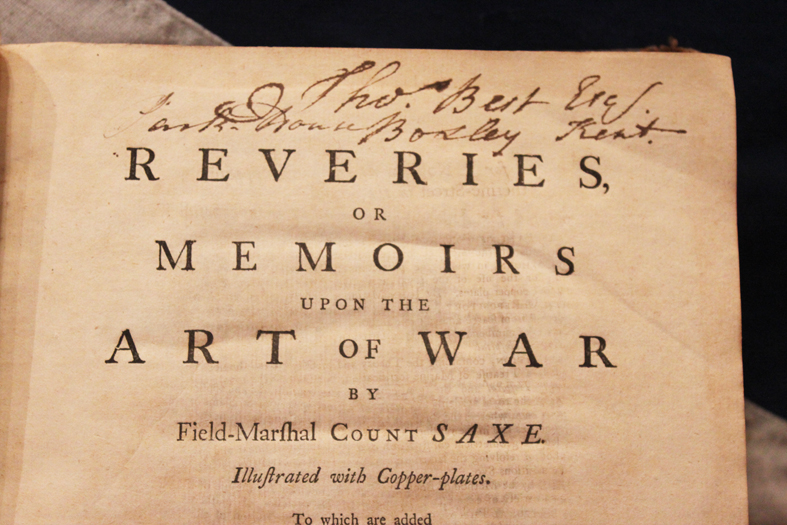 Tho.s Best Esq.
Park House Boxley Kent.
REVERIES,
OR
MEMOIRS
UPON THE
ART OF WAR
BY
Field-Marſhal COUNT SAXE.
Illuſtrated with Copper-plates.
To which are added